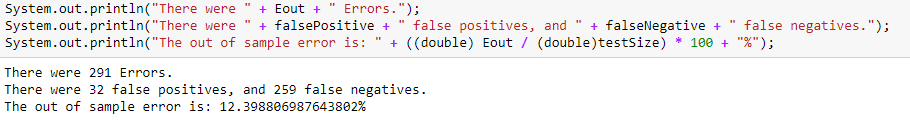 System.out.println("There were " + Eout + " Errors.");
System.out.println("There were " + falsePositive + " false positives, and " + falseNegative + " false negatives.");
System.out.println("The out of sample error is: " + ((double) Eout / (double)testSize) * 100 + "%");
There were 291 Errors.
There were 32 false positives, and 259 false negatives.
The out of sample error is: 12.398806987643802%